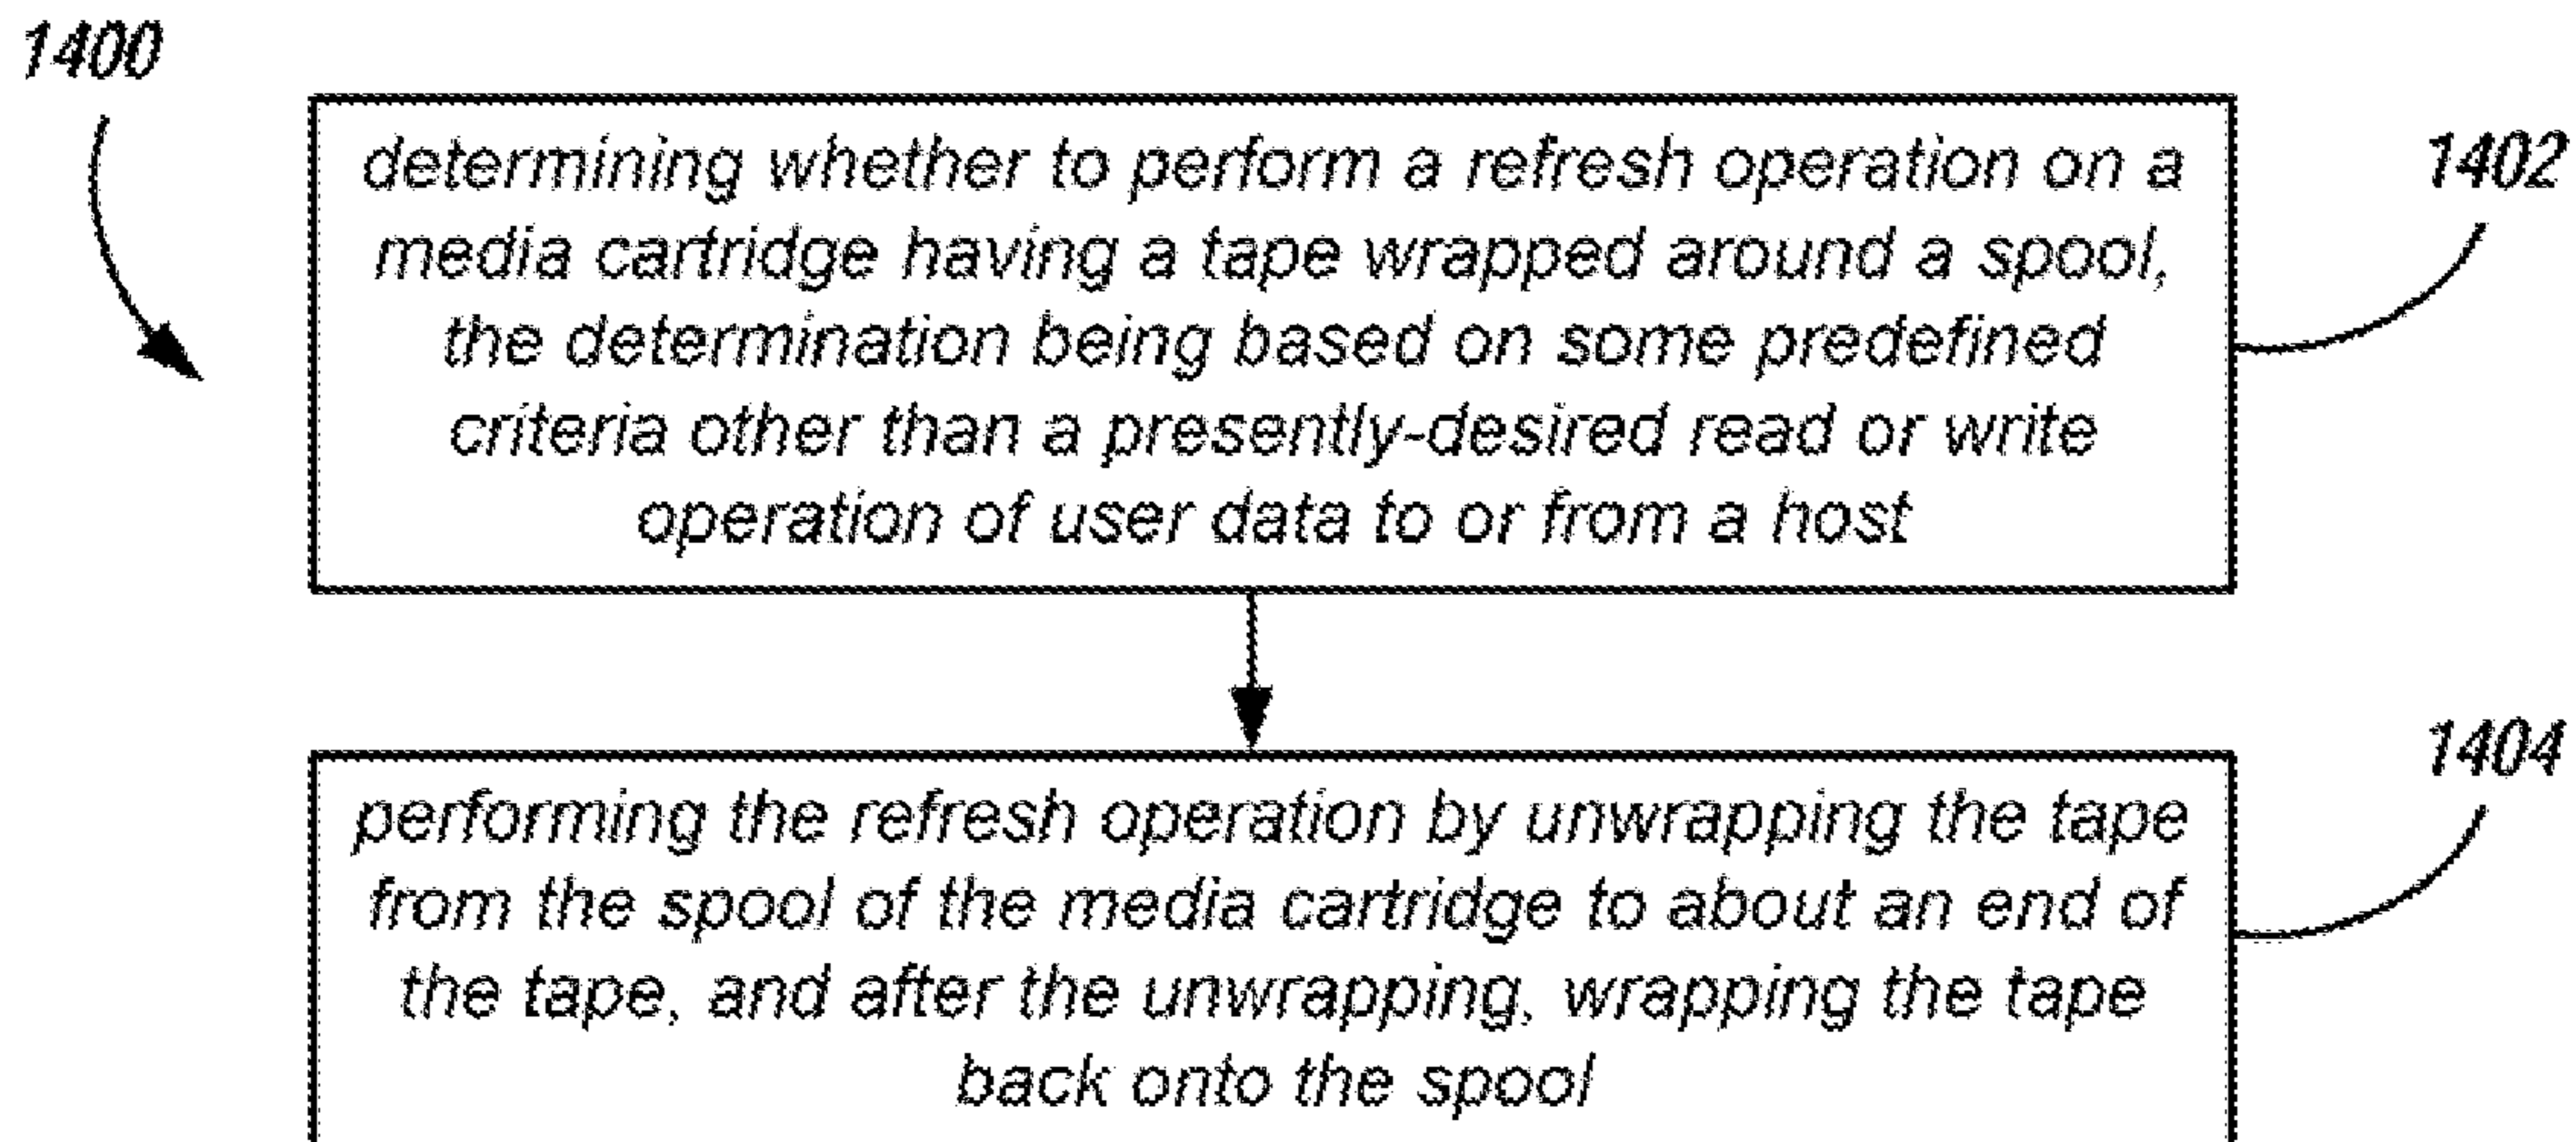 1400
determining whether to perform a refresh operation on a
media cartridge having a tape wrapped around a spool,
the determination being based on some predefined
criteria other than a presently-desired read or write
operation of user data to or from a host
1402
performing the refresh operation by unwrapping the tape
from the spool of the media cartridge to about an end of
the tape, and after the unwrapping, wrapping the tape
back onto the spool
1404